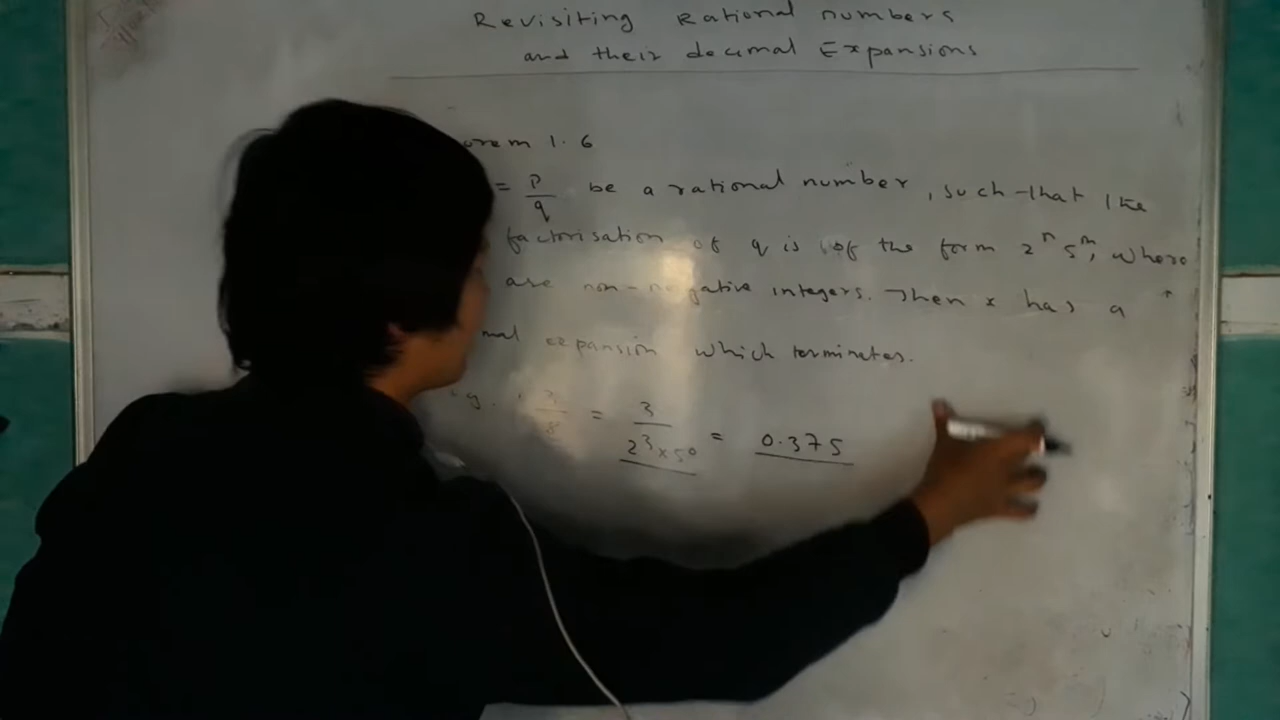 Revisiting Rational numbers
and their decimal Expansions
orem 1.6
= p/q be a rational number, such that the
factorisation of q is of the form 2ⁿ5ᵐ, where
are non-negative integers. Then x has a
mal expansion which terminates.
e.g. 3/8 = 3/2³×5⁰ = 0.375